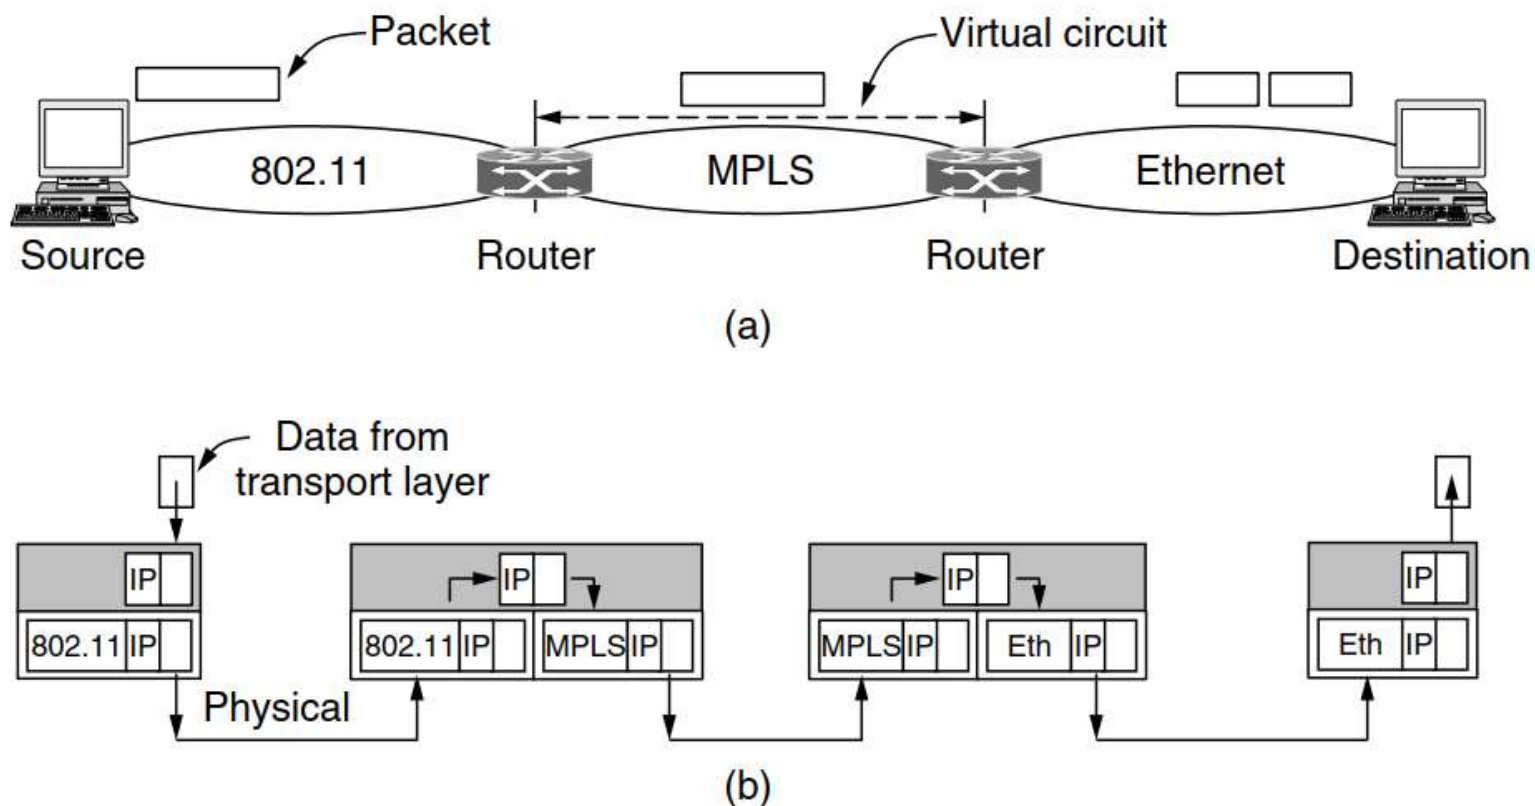 Packet
Virtual circuit
802.11
MPLS
Ethernet
Source
Router
Router
Destination
(a)
Data from
transport layer
IP
IP
IP
IP
802.11 IP
802.11 IP
MPLS IP
MPLS IP
Eth IP
Eth IP
Physical
(b)